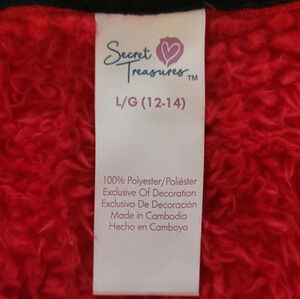 Secret
Treasures™
L/G (12-14)
100% Polyester/Poliéster
Exclusive Of Decoration
Exclusivo De Decoración
Made in Cambodia
Hecho en Camboya